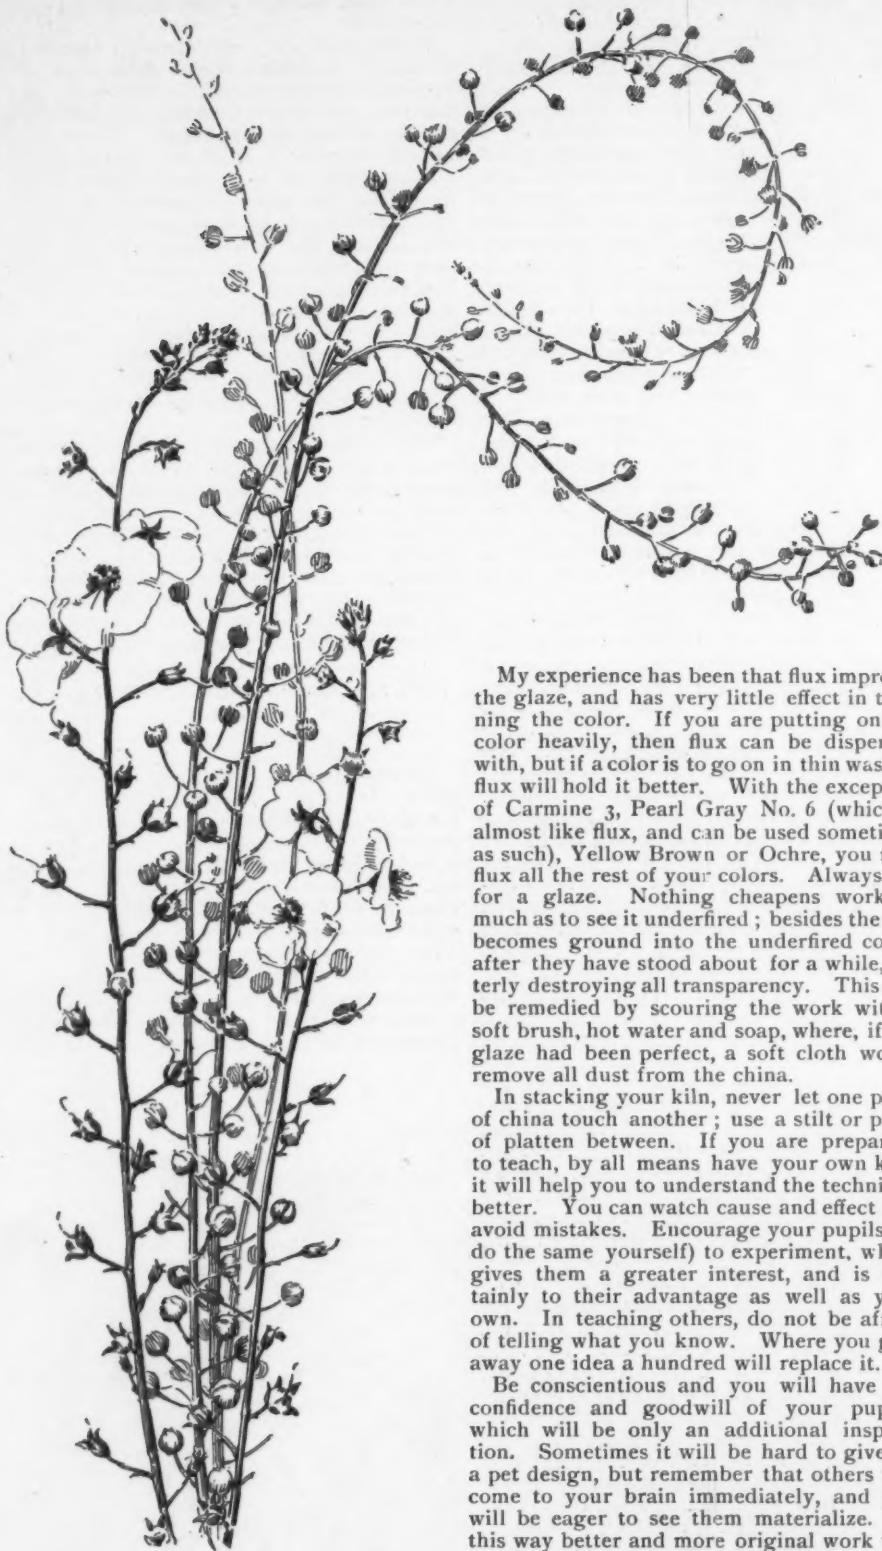 My experience has been that flux impro
the glaze, and has very little effect in t
ning the color. If you are putting on
color heavily, then flux can be disper
with, but if a color is to go on in thin was
flux will hold it better. With the excep
of Carmine 3, Pearl Gray No. 6 (whic
almost like flux, and can be used someti
as such), Yellow Brown or Ochre, you
flux all the rest of your colors. Always
for a glaze. Nothing cheapens work
much as to see it underfired ; besides the
becomes ground into the underfired co
after they have stood about for a while,
terly destroying all transparency. This
be remedied by scouring the work wit
soft brush, hot water and soap, where, if
glaze had been perfect, a soft cloth wo
remove all dust from the china.
In stacking your kiln, never let one p
of china touch another ; use a stilt or p
of platten between. If you are prepar
to teach, by all means have your own k
it will help you to understand the techni
better. You can watch cause and effect
avoid mistakes. Encourage your pupils
do the same yourself) to experiment, wh
gives them a greater interest, and is
tainly to their advantage as well as y
own. In teaching others, do not be af
of telling what you know. Where you g
away one idea a hundred will replace it.
Be conscientious and you will have
confidence and goodwill of your pup
which will be only an additional insp
tion. Sometimes it will be hard to give
a pet design, but remember that others
come to your brain immediately, and
will be eager to see them materialize.
this way better and more original work